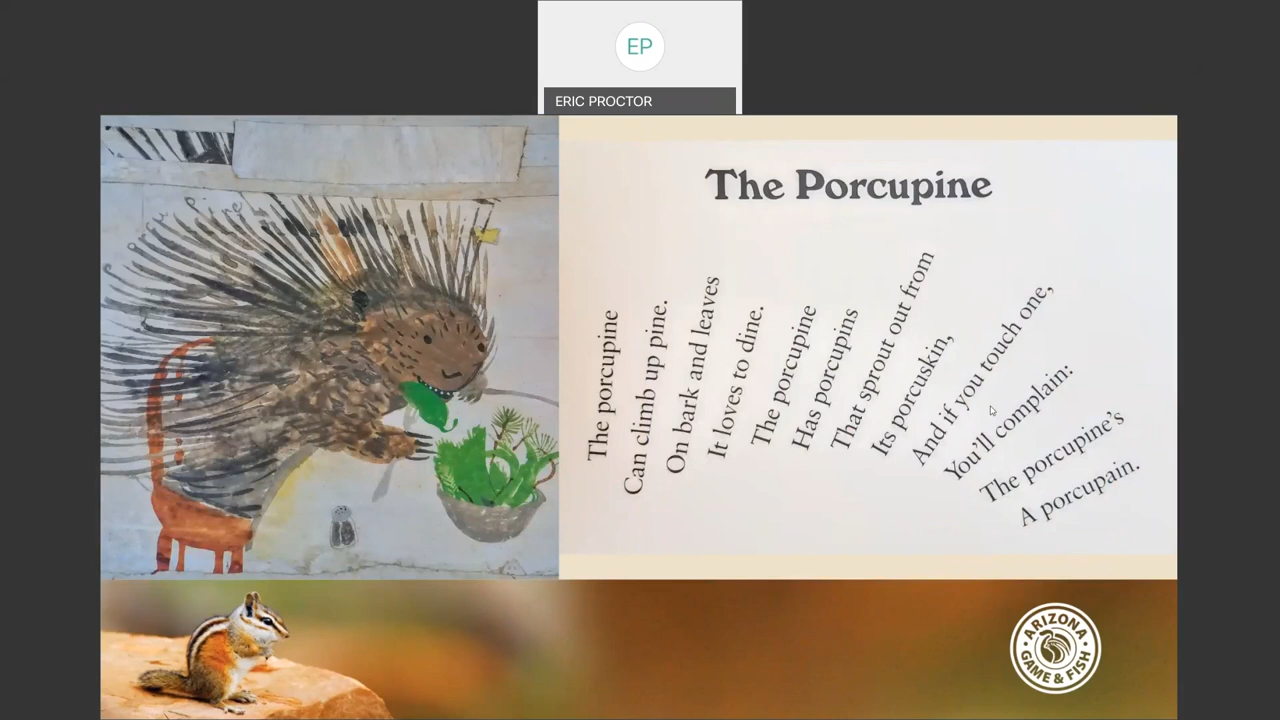 EP
ERIC PROCTOR
Porcupine
The Porcupine
The porcupine
Can climb up pine.
On bark and leaves
It loves to dine.
The porcupine
Has porcupins
That sprout out from
Its porcuskin,
And if you touch one,
You'll complain:
The porcupine's
A porcupain.
ARIZONA
GAME & FISH